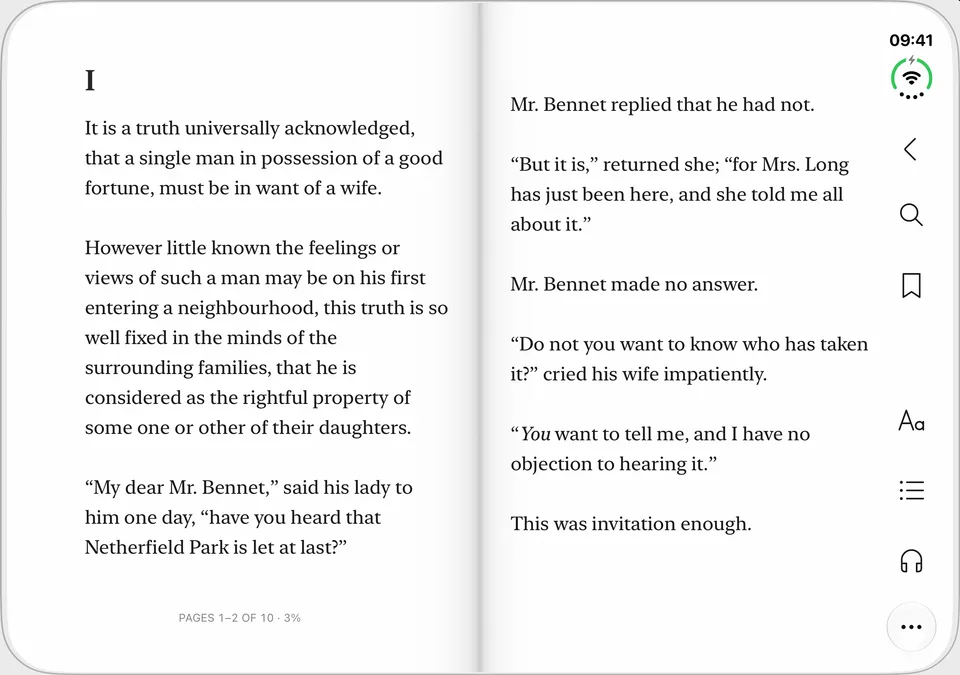 I
It is a truth universally acknowledged,
that a single man in possession of a good
fortune, must be in want of a wife.
However little known the feelings or
views of such a man may be on his first
entering a neighbourhood, this truth is so
well fixed in the minds of the
surrounding families, that he is
considered as the rightful property of
some one or other of their daughters.
“My dear Mr. Bennet,” said his lady to
him one day, “have you heard that
Netherfield Park is let at last?”
PAGES 1–2 OF 10 · 3%
Mr. Bennet replied that he had not.
“But it is,” returned she; “for Mrs. Long
has just been here, and she told me all
about it.”
Mr. Bennet made no answer.
“Do not you want to know who has taken
it?” cried his wife impatiently.
“You want to tell me, and I have no
objection to hearing it.”
This was invitation enough.
09:41
Aa